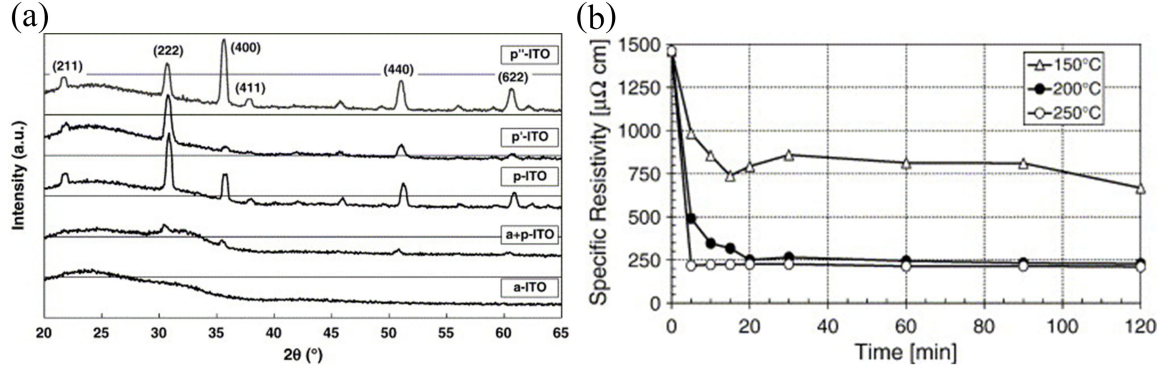 (a)
(211)
(222)
(400)
(411)
(440)
(622)
p''-ITO
p'-ITO
p-ITO
a+p-ITO
a-ITO
Intensity (a.u.)
20 25 30 35 40 45 50 55 60 65
2θ (°)
(b)
1500
1250
1000
750
500
250
0
150°C
200°C
250°C
Specific Resistivity [µΩ cm]
0 20 40 60 80 100 120
Time [min]